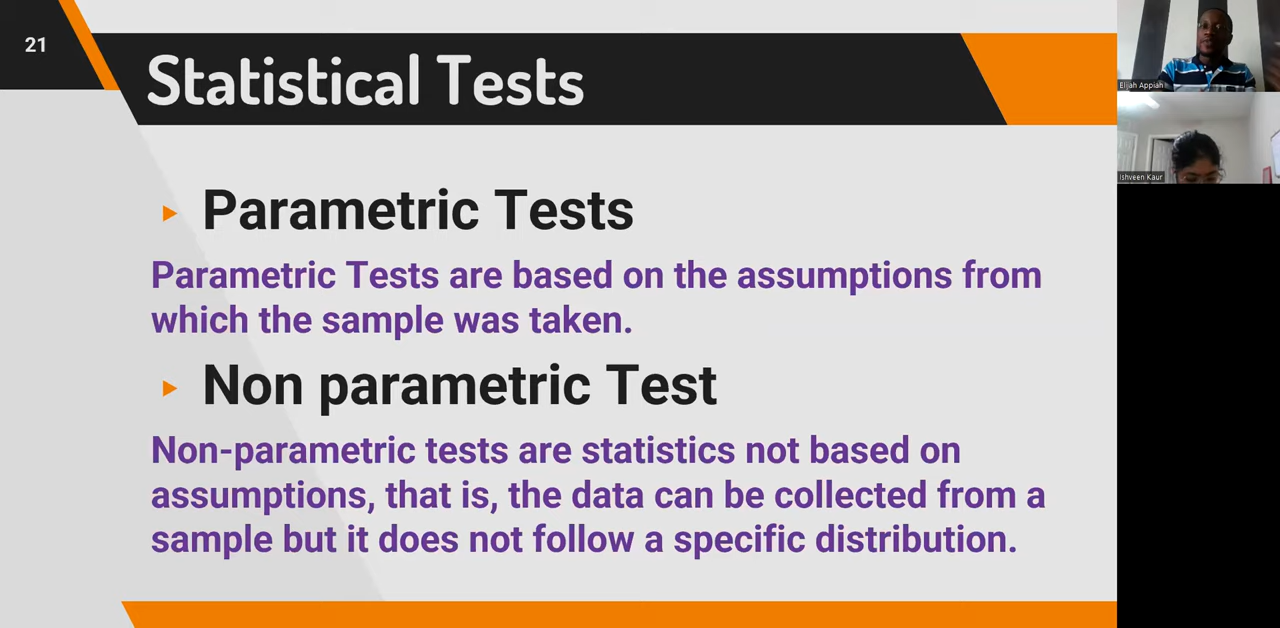 21
Statistical Tests
Parametric Tests
Parametric Tests are based on the assumptions from
which the sample was taken.
Non parametric Test
Non-parametric tests are statistics not based on
assumptions, that is, the data can be collected from a
sample but it does not follow a specific distribution.
Elijah Appiah
Ishveen Kaur